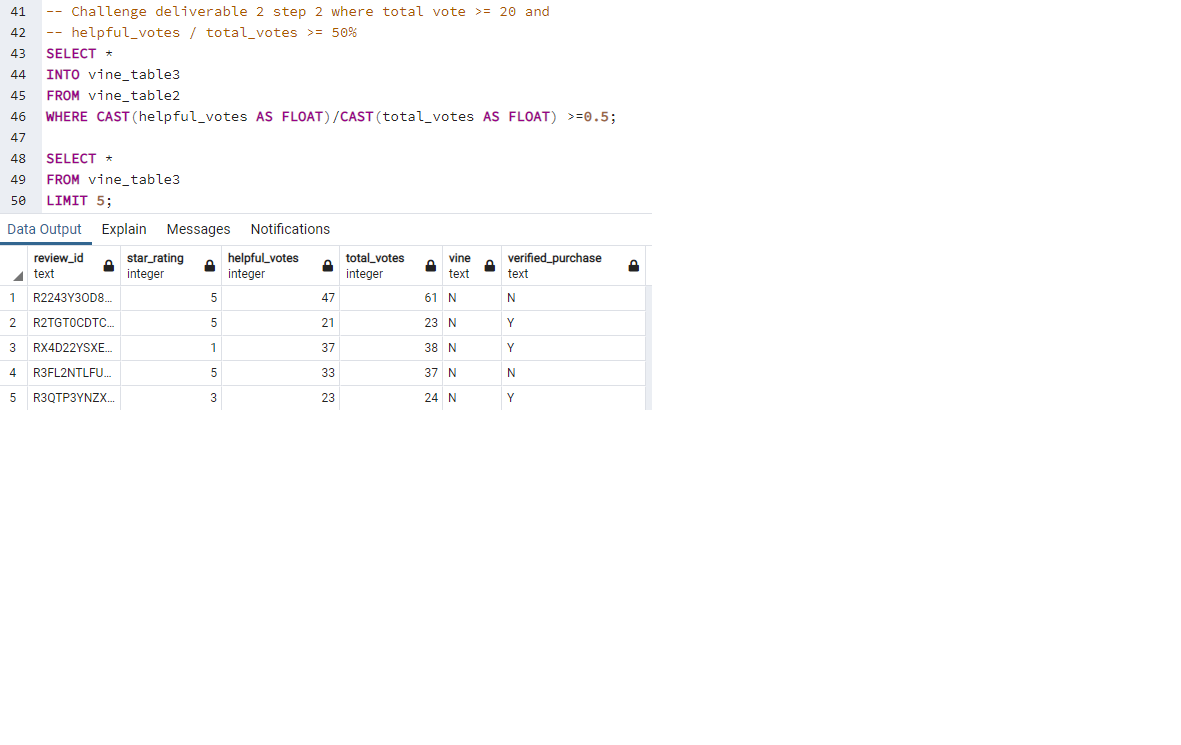 41 -- Challenge deliverable 2 step 2 where total vote >= 20 and
42 -- helpful_votes / total_votes >= 50%
43 SELECT *
44 INTO vine_table3
45 FROM vine_table2
46 WHERE CAST(helpful_votes AS FLOAT)/CAST(total_votes AS FLOAT) >=0.5;
47
48 SELECT *
49 FROM vine_table3
50 LIMIT 5;
Data Output Explain Messages Notifications
review_id star_rating helpful_votes total_votes vine verified_purchase
text integer integer integer text text
1 R2243Y3OD8... 5 47 61 N N
2 R2TGT0CDTC... 5 21 23 N Y
3 RX4D22YSXE... 1 37 38 N Y
4 R3FL2NTLFU... 5 33 37 N N
5 R3QTP3YNZX... 3 23 24 N Y